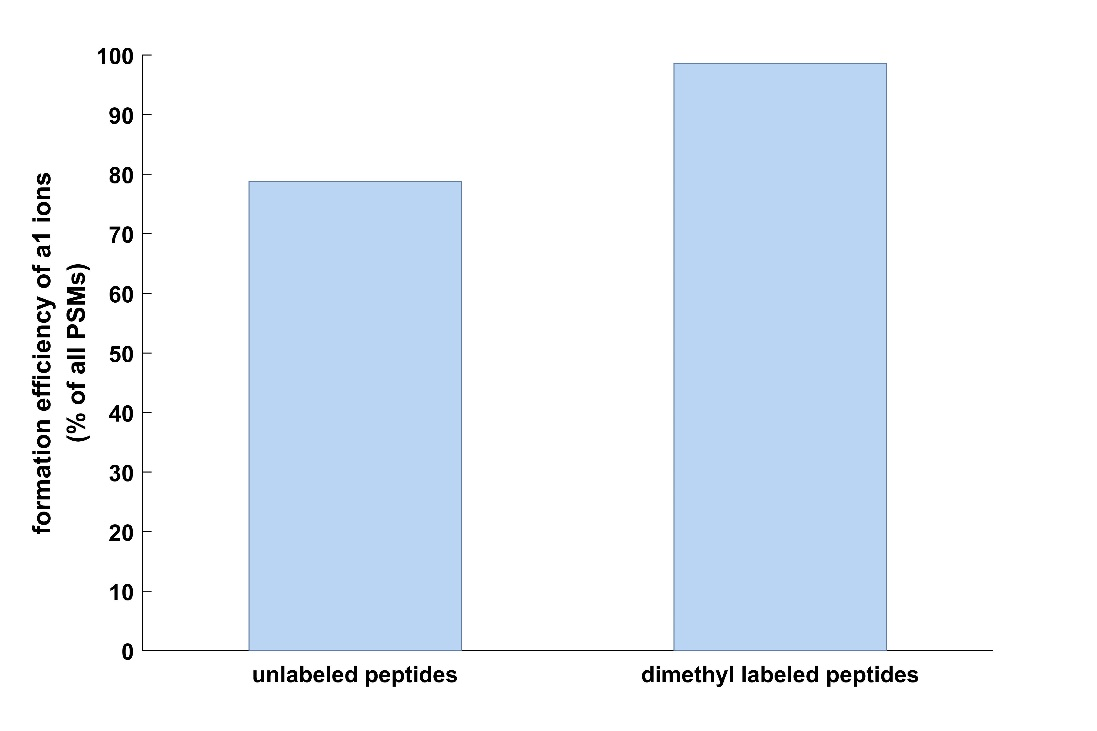 formation efficiency of a1 ions
(% of all PSMs)
100
90
80
70
60
50
40
30
20
10
0
unlabeled peptides
dimethyl labeled peptides